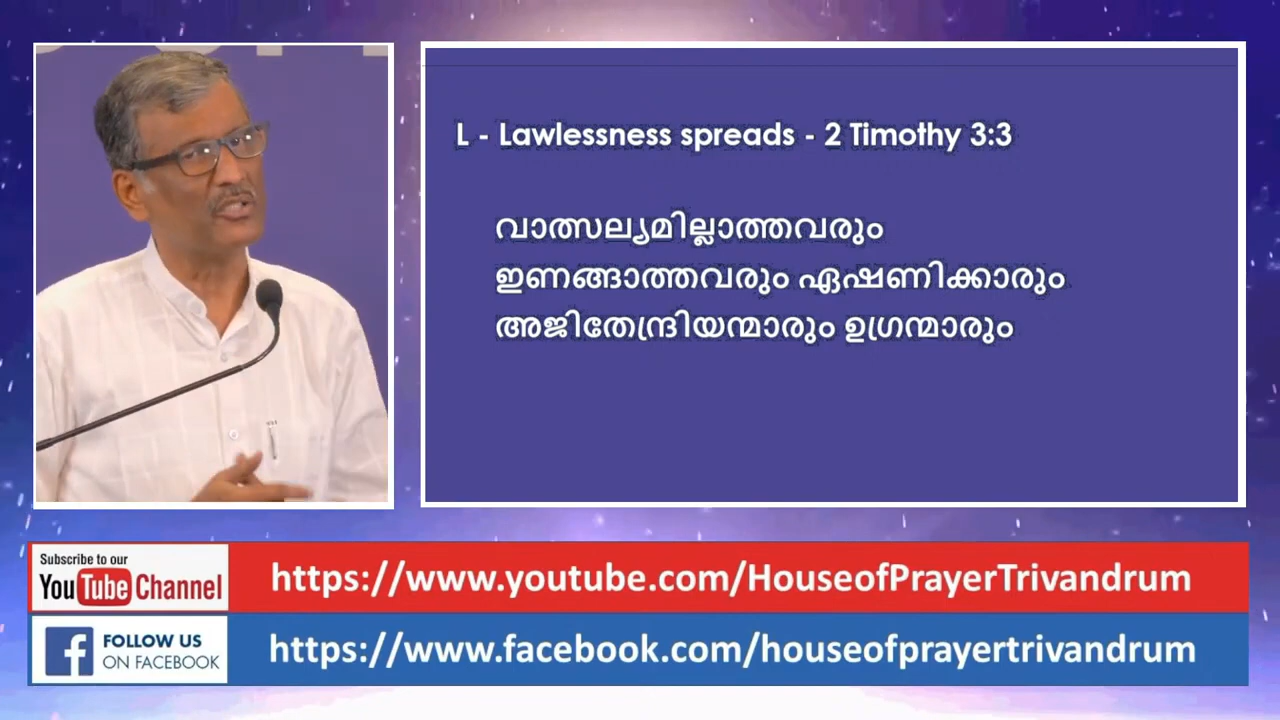 L - Lawlessness spreads - 2 Timothy 3:3
വാത്സല്യമില്ലാത്തവരും
ഇണങ്ങാത്തവരും ഏഷണിക്കാരും
അജിതേന്ദ്രിയന്മാരും ഉഗ്രന്മാരും
Subscribe to our
YouTube Channel
https://www.youtube.com/HouseofPrayerTrivandrum
FOLLOW US
ON FACEBOOK
https://www.facebook.com/houseofprayertrivandrum